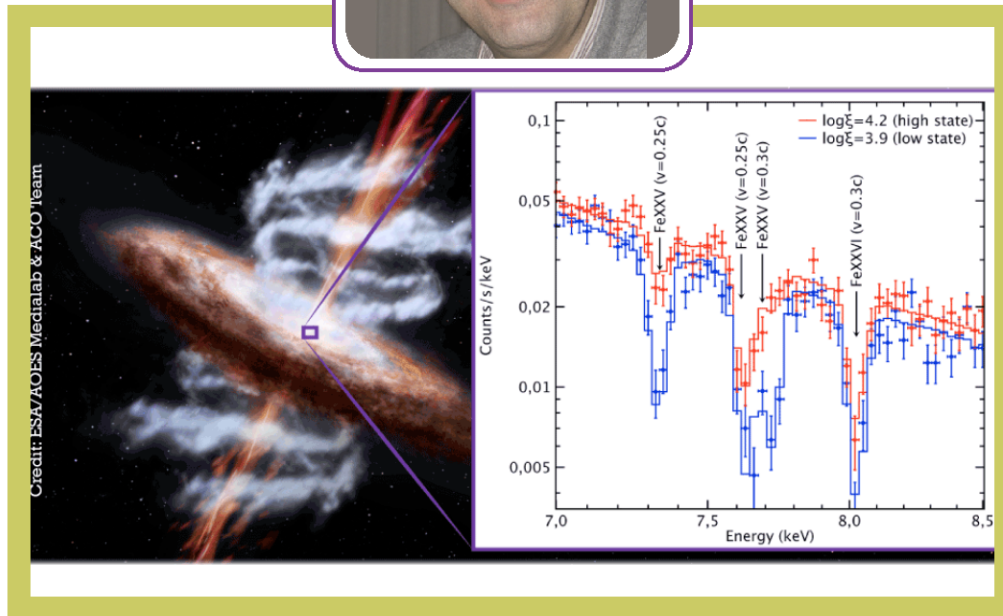 Credit: ESA/AOES Medialab & ACO Team
logξ=4.2 (high state)
logξ=3.9 (low state)
FeXXV (v=0.25c)
FeXXV (v=0.25c)
FeXXV (v=0.3c)
FeXXVI (v=0.3c)
Counts/s/keV
0,1
0,05
0,02
0,01
0,005
7,0
7,5
8,0
8,5
Energy (keV)